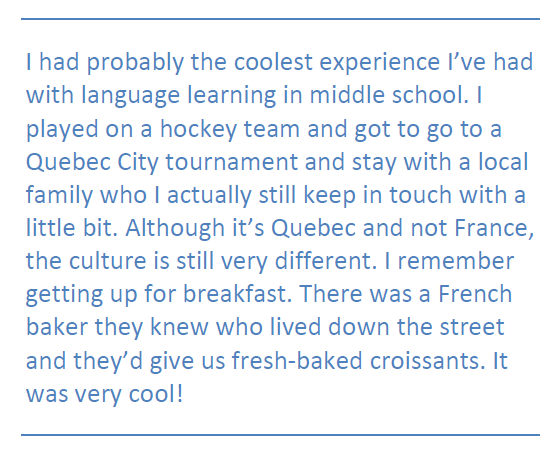 I had probably the coolest experience I’ve had
with language learning in middle school. I
played on a hockey team and got to go to a
Quebec City tournament and stay with a local
family who I actually still keep in touch with a
little bit. Although it’s Quebec and not France,
the culture is still very different. I remember
getting up for breakfast. There was a French
baker they knew who lived down the street
and they’d give us fresh-baked croissants. It
was very cool!